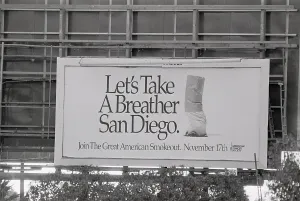 Let's Take
A Breather
San Diego.
Join The Great American Smokeout. November 17th